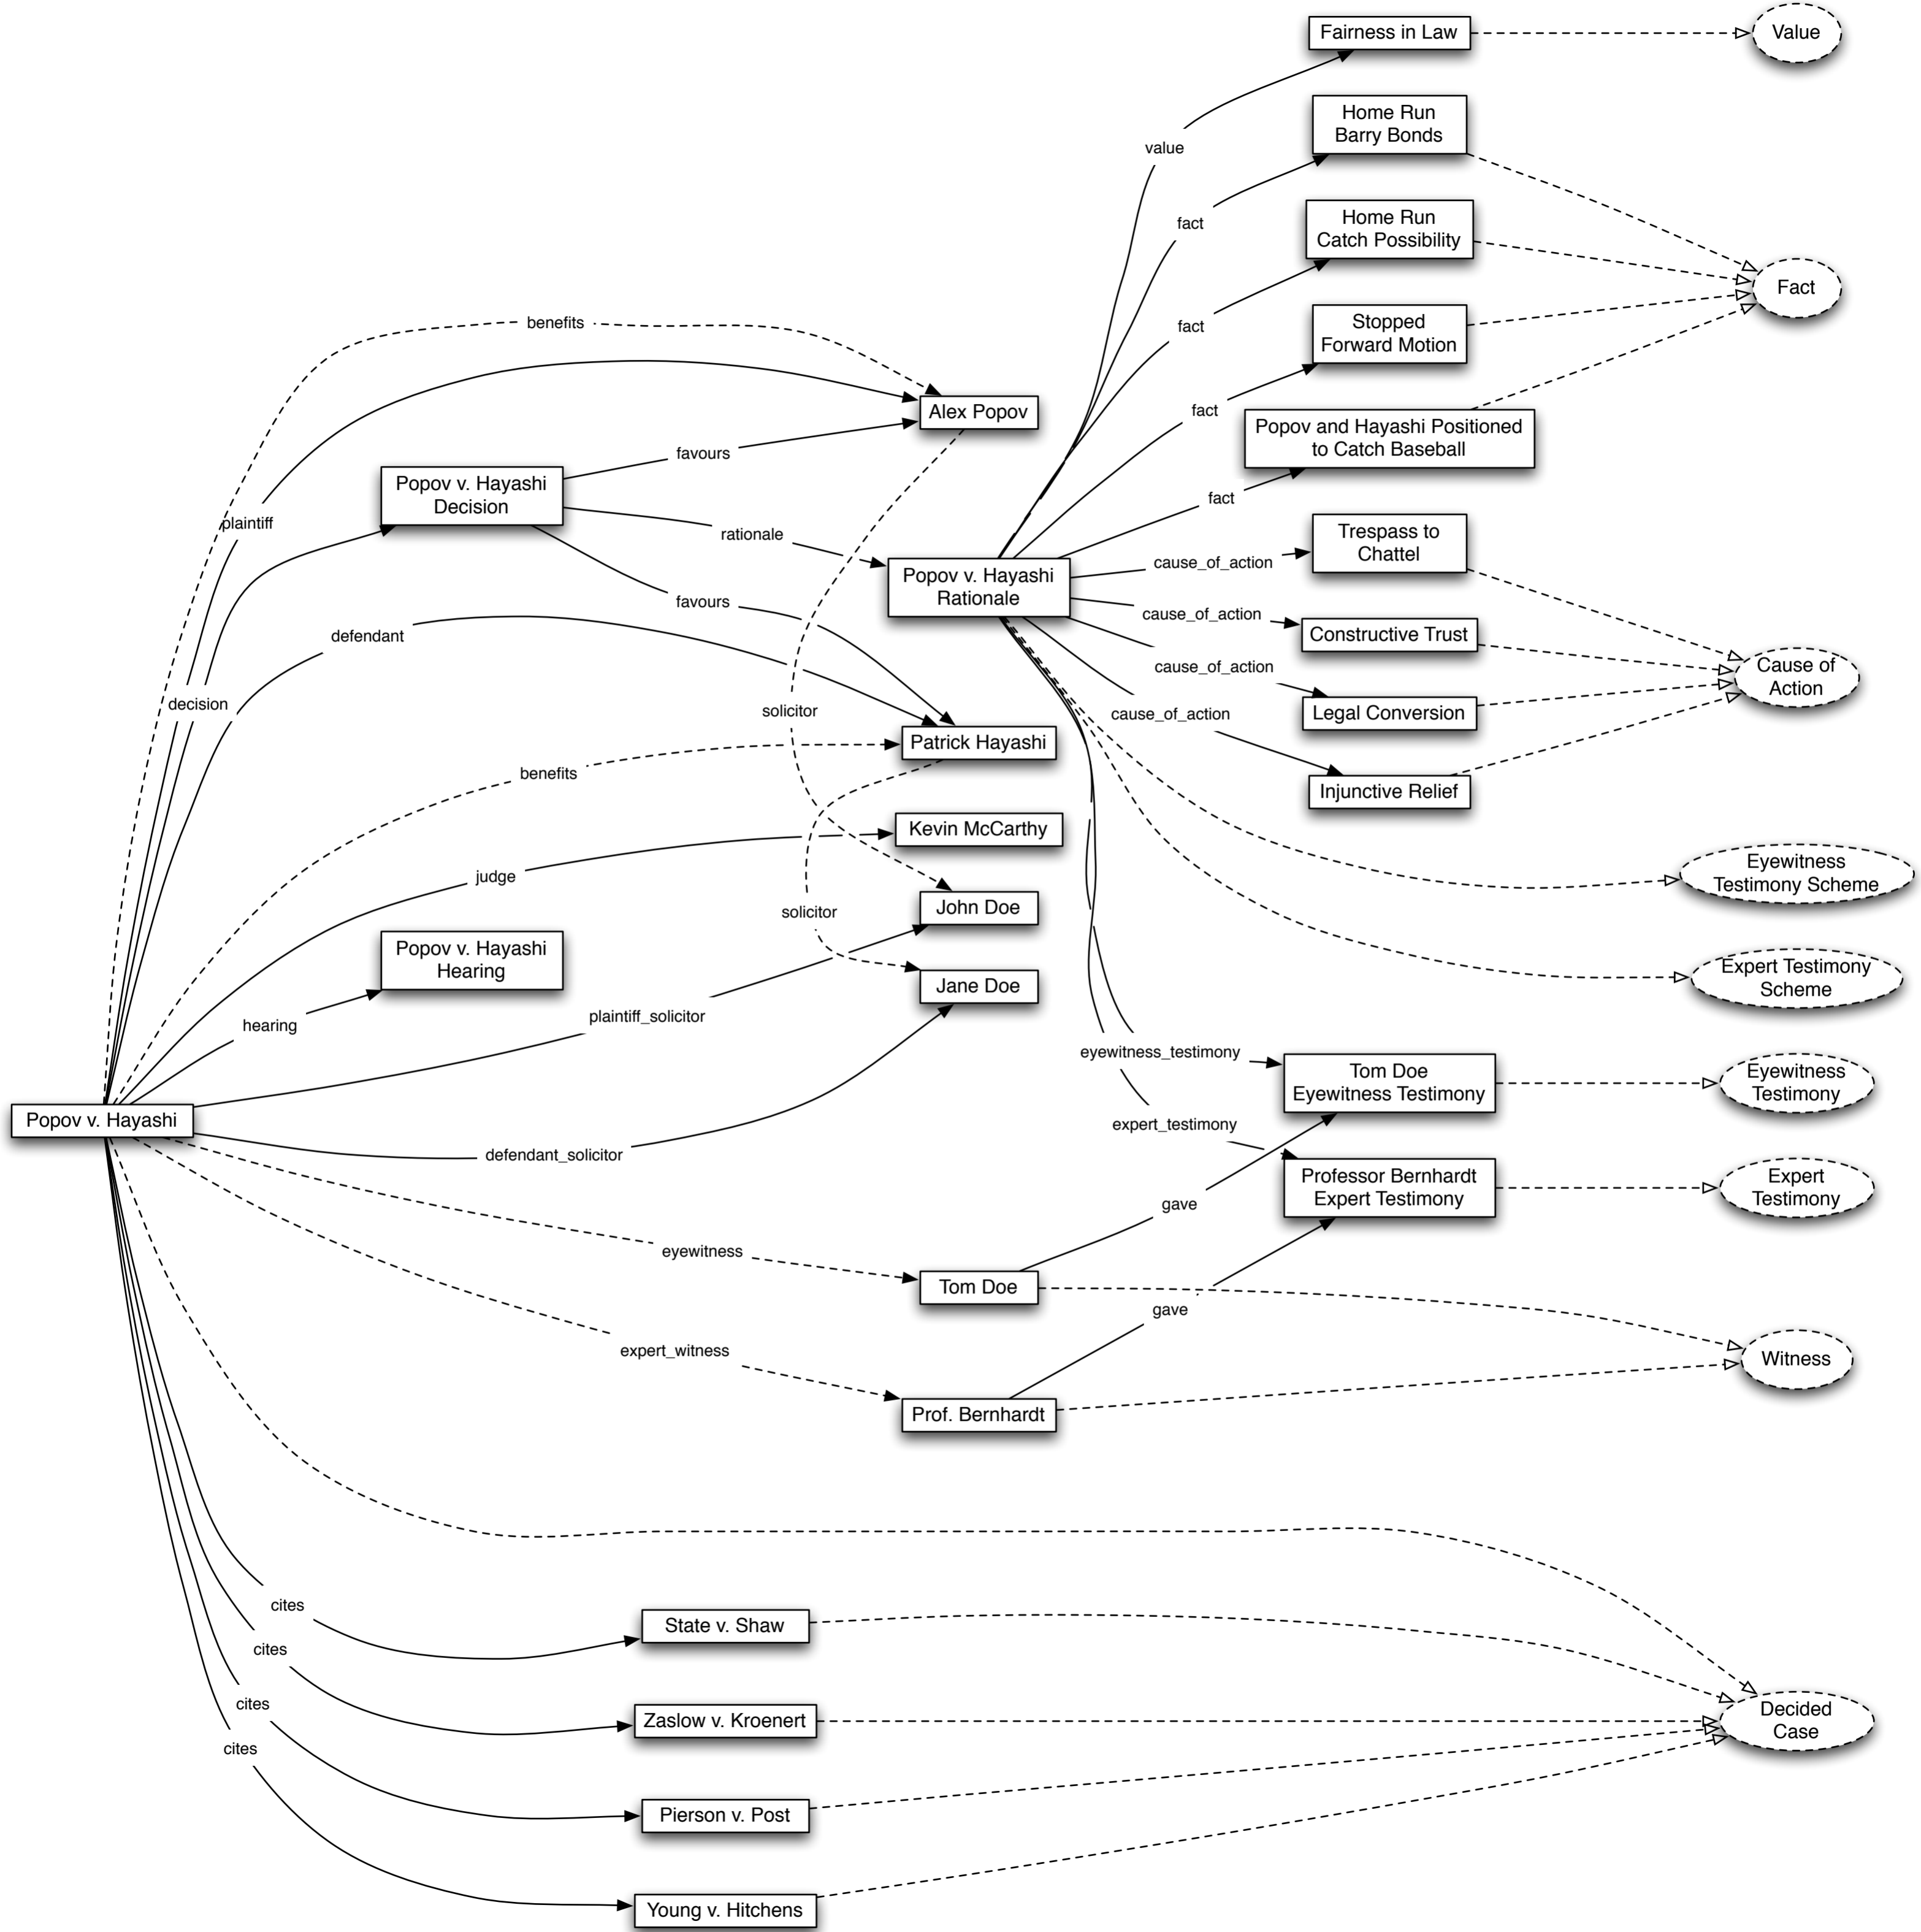 Fairness in Law
Value
Home Run
Barry Bonds
value
fact
Home Run
Catch Possibility
Fact
benefits
fact
Stopped
Forward Motion
Alex Popov
fact
Popov and Hayashi Positioned
to Catch Baseball
favours
Popov v. Hayashi
Decision
fact
plaintiff
rationale
Trespass to
Chattel
cause_of_action
Popov v. Hayashi
Rationale
favours
cause_of_action
Constructive Trust
defendant
cause_of_action
Cause of
Action
decision
solicitor
cause_of_action
Legal Conversion
Patrick Hayashi
benefits
Injunctive Relief
Kevin McCarthy
judge
Eyewitness
Testimony Scheme
John Doe
solicitor
Popov v. Hayashi
Hearing
Expert Testimony
Scheme
Jane Doe
hearing
plaintiff_solicitor
eyewitness_testimony
Tom Doe
Eyewitness Testimony
Eyewitness
Testimony
Popov v. Hayashi
expert_testimony
defendant_solicitor
Professor Bernhardt
Expert Testimony
Expert
Testimony
gave
eyewitness
Tom Doe
gave
expert_witness
Witness
Prof. Bernhardt
cites
State v. Shaw
cites
cites
Zaslow v. Kroenert
Decided
Case
cites
Pierson v. Post
Young v. Hitchens